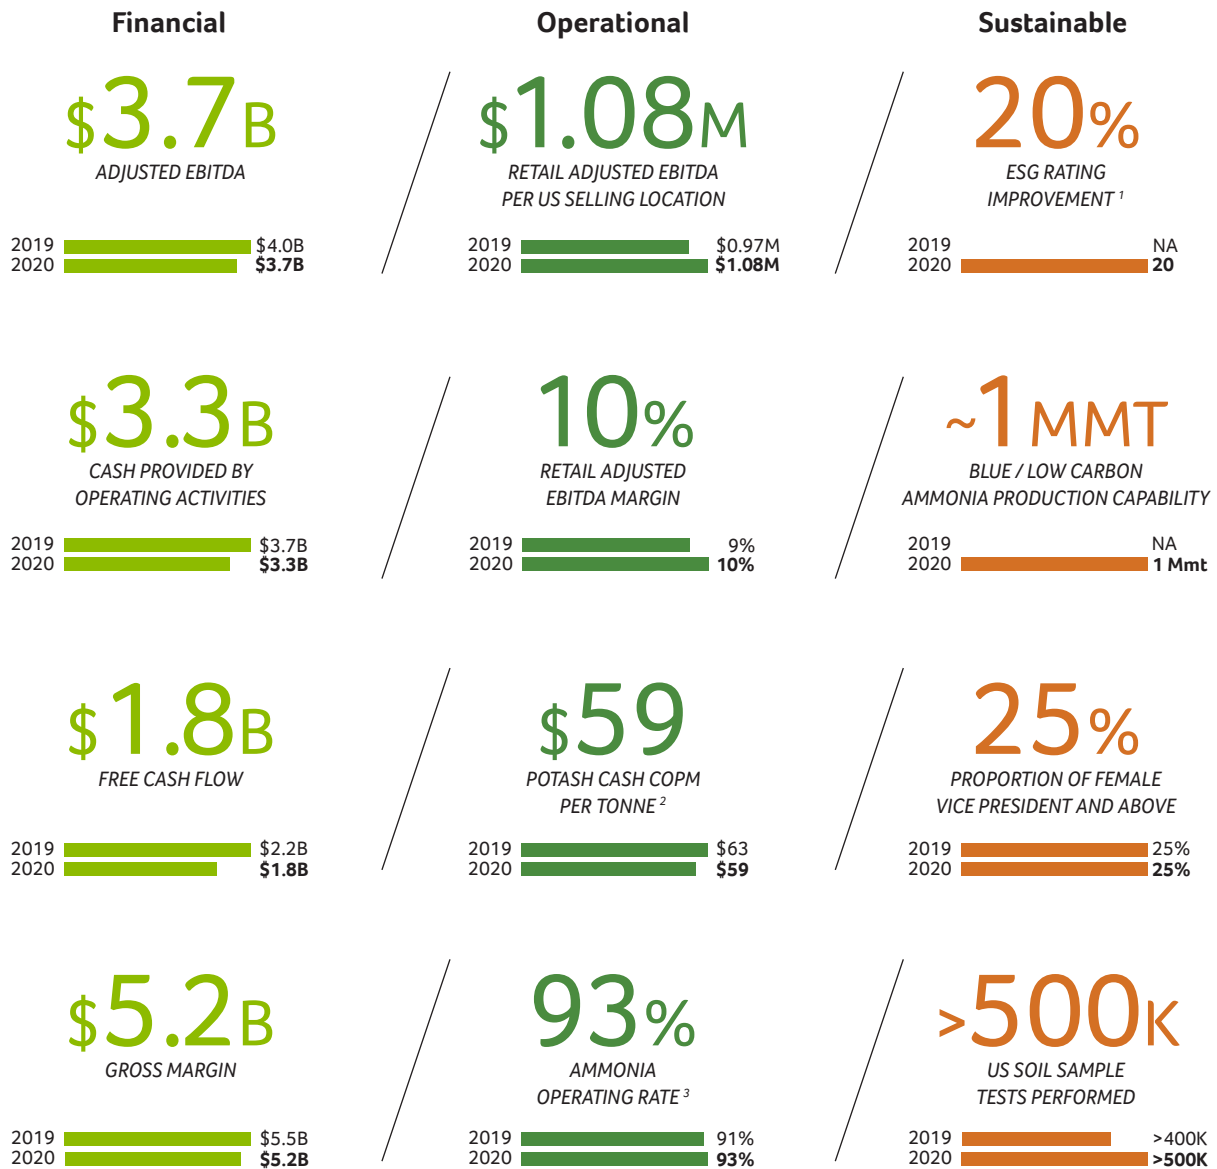 Financial
$3.7B
ADJUSTED EBITDA
2019 $4.0B
2020 $3.7B
$3.3B
CASH PROVIDED BY
OPERATING ACTIVITIES
2019 $3.7B
2020 $3.3B
$1.8B
FREE CASH FLOW
2019 $2.2B
2020 $1.8B
$5.2B
GROSS MARGIN
2019 $5.5B
2020 $5.2B
Operational
$1.08M
RETAIL ADJUSTED EBITDA
PER US SELLING LOCATION
2019 $0.97M
2020 $1.08M
10%
RETAIL ADJUSTED
EBITDA MARGIN
2019 9%
2020 10%
$59
POTASH CASH COPM
PER TONNE 2
2019 $63
2020 $59
93%
AMMONIA
OPERATING RATE 3
2019 91%
2020 93%
Sustainable
20%
ESG RATING
IMPROVEMENT 1
2019 NA
2020 20
~1 MMT
BLUE / LOW CARBON
AMMONIA PRODUCTION CAPABILITY
2019 NA
2020 1 Mmt
25%
PROPORTION OF FEMALE
VICE PRESIDENT AND ABOVE
2019 25%
2020 25%
>500K
US SOIL SAMPLE
TESTS PERFORMED
2019 >400K
2020 >500K